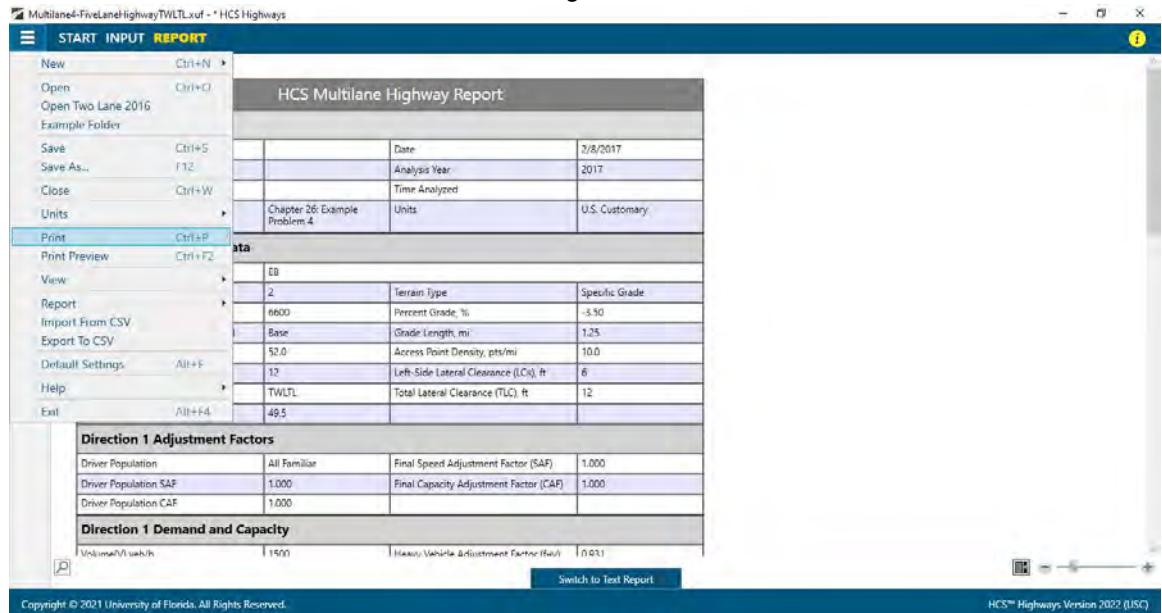 Multilane4-FiveLaneHighwayTWLTL.xuf - * HCS Highways
START INPUT REPORT
New Ctrl+N
Open Ctrl+O
Open Two Lane 2016
Example Folder
Save Ctrl+S
Save As... F12
Close Ctrl+W
Units
Print Ctrl+P
Print Preview Ctrl+F2
View
Report
Import From CSV
Export To CSV
Default Settings Alt+F
Help
Exit Alt+F4
HCS Multilane Highway Report
Date 2/8/2017
Analysis Year 2017
Time Analyzed
Chapter 26: Example Units U.S. Customary
Problem 4
ata
EB
2 Terrain Type Specific Grade
6600 Percent Grade, % -3.50
Base Grade Length, mi 1.25
52.0 Access Point Density, pts/mi 10.0
12 Left-Side Lateral Clearance (LCR), ft 6
TWLTL Total Lateral Clearance (TLC), ft 12
49.5
Direction 1 Adjustment Factors
Driver Population All Familiar Final Speed Adjustment Factor (SAF) 1.000
Driver Population SAF 1.000 Final Capacity Adjustment Factor (CAF) 1.000
Driver Population CAF 1.000
Direction 1 Demand and Capacity
Volume(V) veh/h 1500 Heavy Vehicle Adjustment Factor (fHV) 0.931
Switch to Text Report
Copyright © 2021 University of Florida. All Rights Reserved. HCS™ Highways Version 2022 (USC)